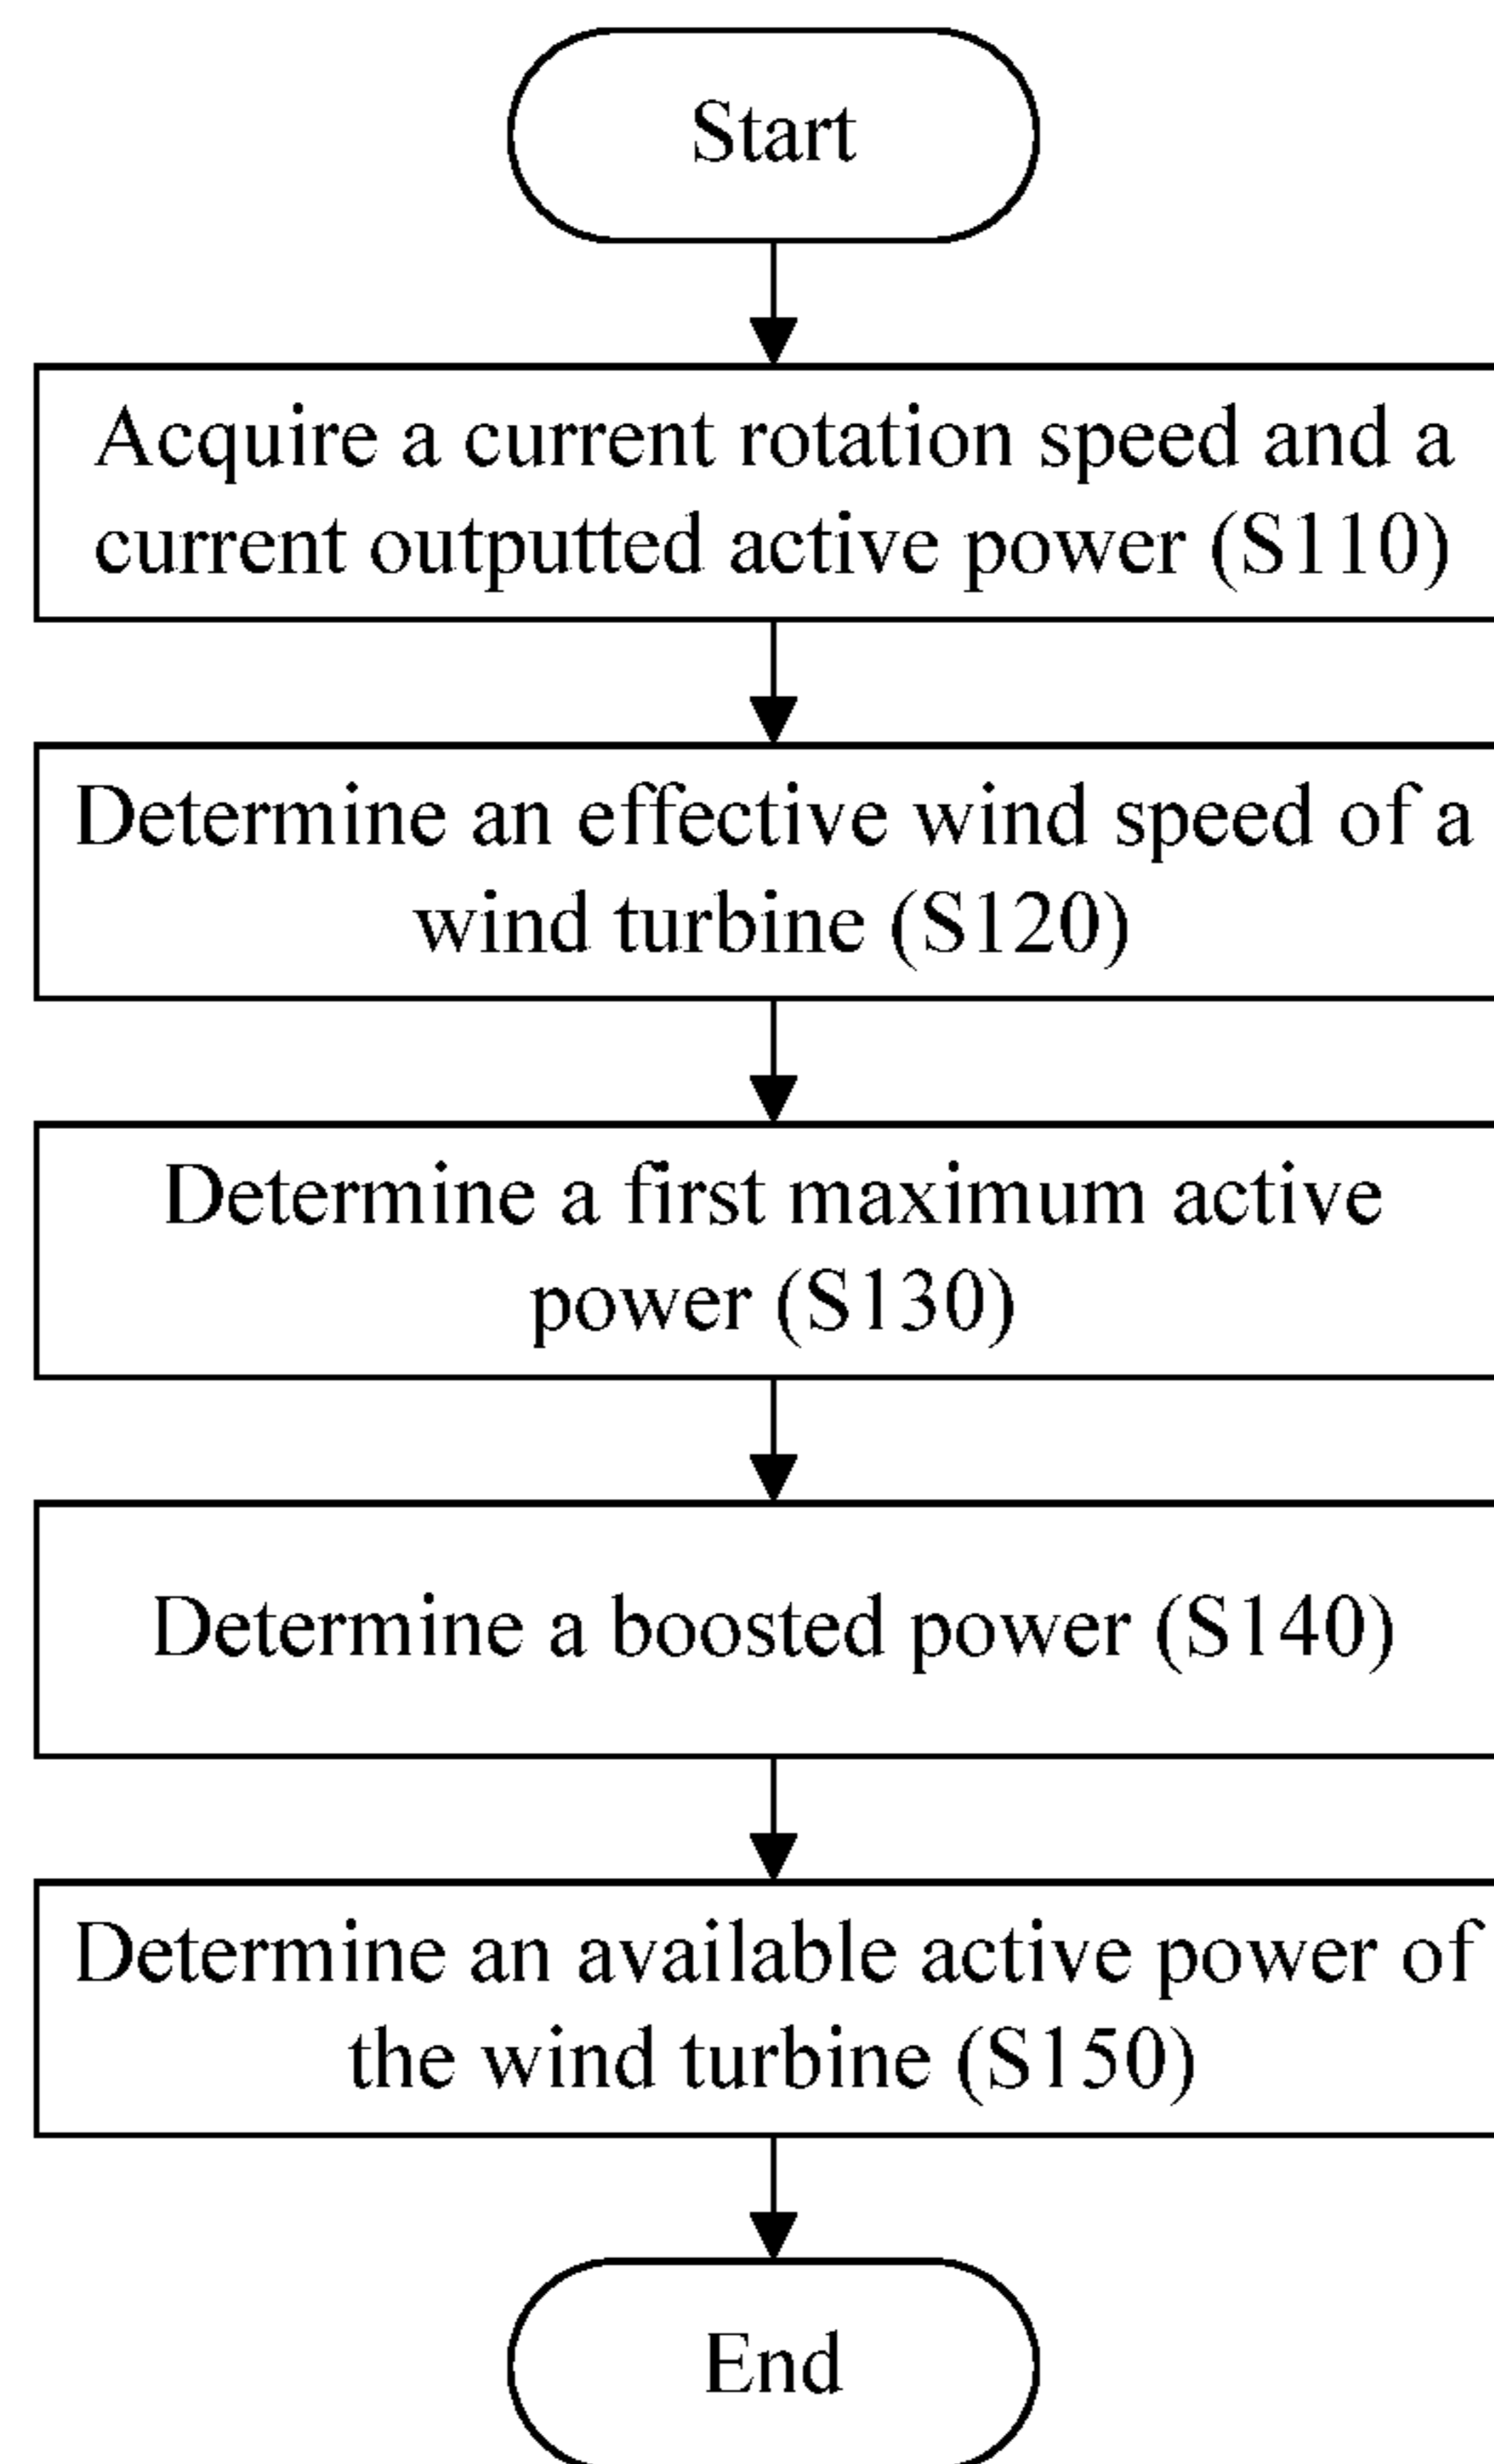 Start
Acquire a current rotation speed and a
current outputted active power (S110)
Determine an effective wind speed of a
wind turbine (S120)
Determine a first maximum active
power (S130)
Determine a boosted power (S140)
Determine an available active power of
the wind turbine (S150)
End